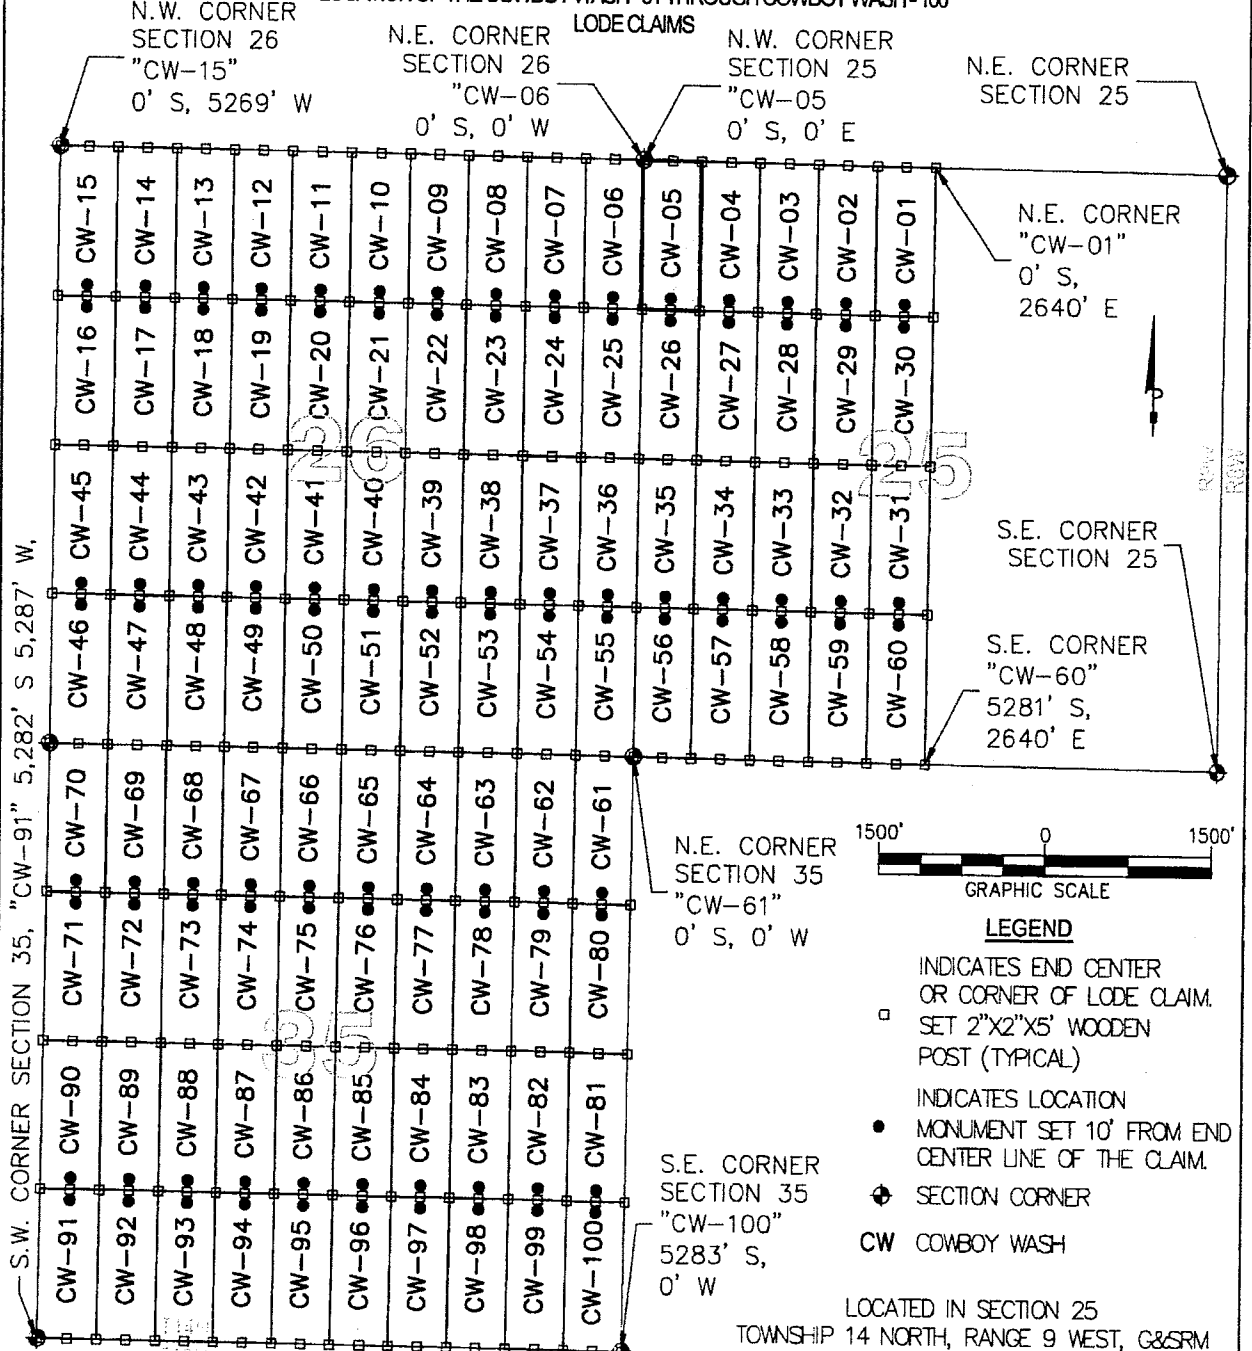 LODE CLAIMS
N.W. CORNER
SECTION 26
"CW-15"
0' S, 5269' W
N.E. CORNER
SECTION 26
"CW-06
0' S, 0' W
N.W. CORNER
SECTION 25
"CW-05
0' S, 0' E
N.E. CORNER
SECTION 25
CW-15 CW-14 CW-13 CW-12 CW-11 CW-10 CW-09 CW-08 CW-07 CW-06 CW-05 CW-04 CW-03 CW-02 CW-01
N.E. CORNER
"CW-01"
0' S,
2640' E
CW-16 CW-17 CW-18 CW-19 CW-20 CW-21 CW-22 CW-23 CW-24 CW-25 CW-26 CW-27 CW-28 CW-29 CW-30
26 25
R9W
R8W
CW-45 CW-44 CW-43 CW-42 CW-41 CW-40 CW-39 CW-38 CW-37 CW-36 CW-35 CW-34 CW-33 CW-32 CW-31
S.E. CORNER
SECTION 25
CW-46 CW-47 CW-48 CW-49 CW-50 CW-51 CW-52 CW-53 CW-54 CW-55 CW-56 CW-57 CW-58 CW-59 CW-60
S.E. CORNER
"CW-60"
5281' S,
2640' E
S.W. CORNER SECTION 35, "CW-91" 5,282' S 5,287' W,
CW-70 CW-69 CW-68 CW-67 CW-66 CW-65 CW-64 CW-63 CW-62 CW-61
N.E. CORNER
SECTION 35
"CW-61"
0' S, 0' W
CW-71 CW-72 CW-73 CW-74 CW-75 CW-76 CW-77 CW-78 CW-79 CW-80
35
CW-90 CW-89 CW-88 CW-87 CW-86 CW-85 CW-84 CW-83 CW-82 CW-81
CW-91 CW-92 CW-93 CW-94 CW-95 CW-96 CW-97 CW-98 CW-99 CW-100
S.E. CORNER
SECTION 35
"CW-100"
5283' S,
0' W
1500' 0 1500'
GRAPHIC SCALE
LEGEND
INDICATES END CENTER
OR CORNER OF LODE CLAIM.
SET 2"X2"X5' WOODEN
POST (TYPICAL)
INDICATES LOCATION
MONUMENT SET 10' FROM END
CENTER LINE OF THE CLAIM.
SECTION CORNER
CW COWBOY WASH
LOCATED IN SECTION 25
TOWNSHIP 14 NORTH, RANGE 9 WEST, G&SRM